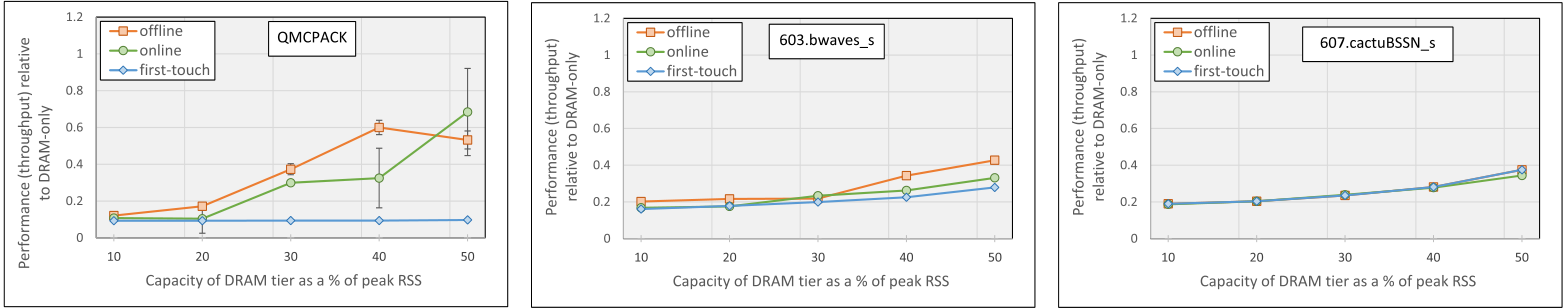 QMCPACK
offline
online
first-touch
1.2
1
0.8
0.6
0.4
0.2
0
10 20 30 40 50
Performance (throughput) relative
to DRAM-only
Capacity of DRAM tier as a % of peak RSS
603.bwaves_s
offline
online
first-touch
1.2
1
0.8
0.6
0.4
0.2
0
10 20 30 40 50
Performance (throughput)
relative to DRAM-only
Capacity of DRAM tier as a % of peak RSS
607.cactuBSSN_s
offline
online
first-touch
1.2
1
0.8
0.6
0.4
0.2
0
10 20 30 40 50
Performance (throughput)
relative to DRAM-only
Capacity of DRAM tier as a % of peak RSS